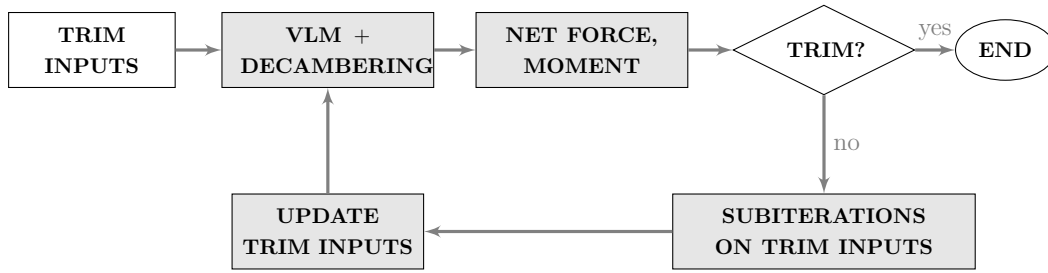 TRIM
INPUTS
VLM +
DECAMBERING
NET FORCE,
MOMENT
TRIM?
yes
END
no
UPDATE
TRIM INPUTS
SUBITERATIONS
ON TRIM INPUTS